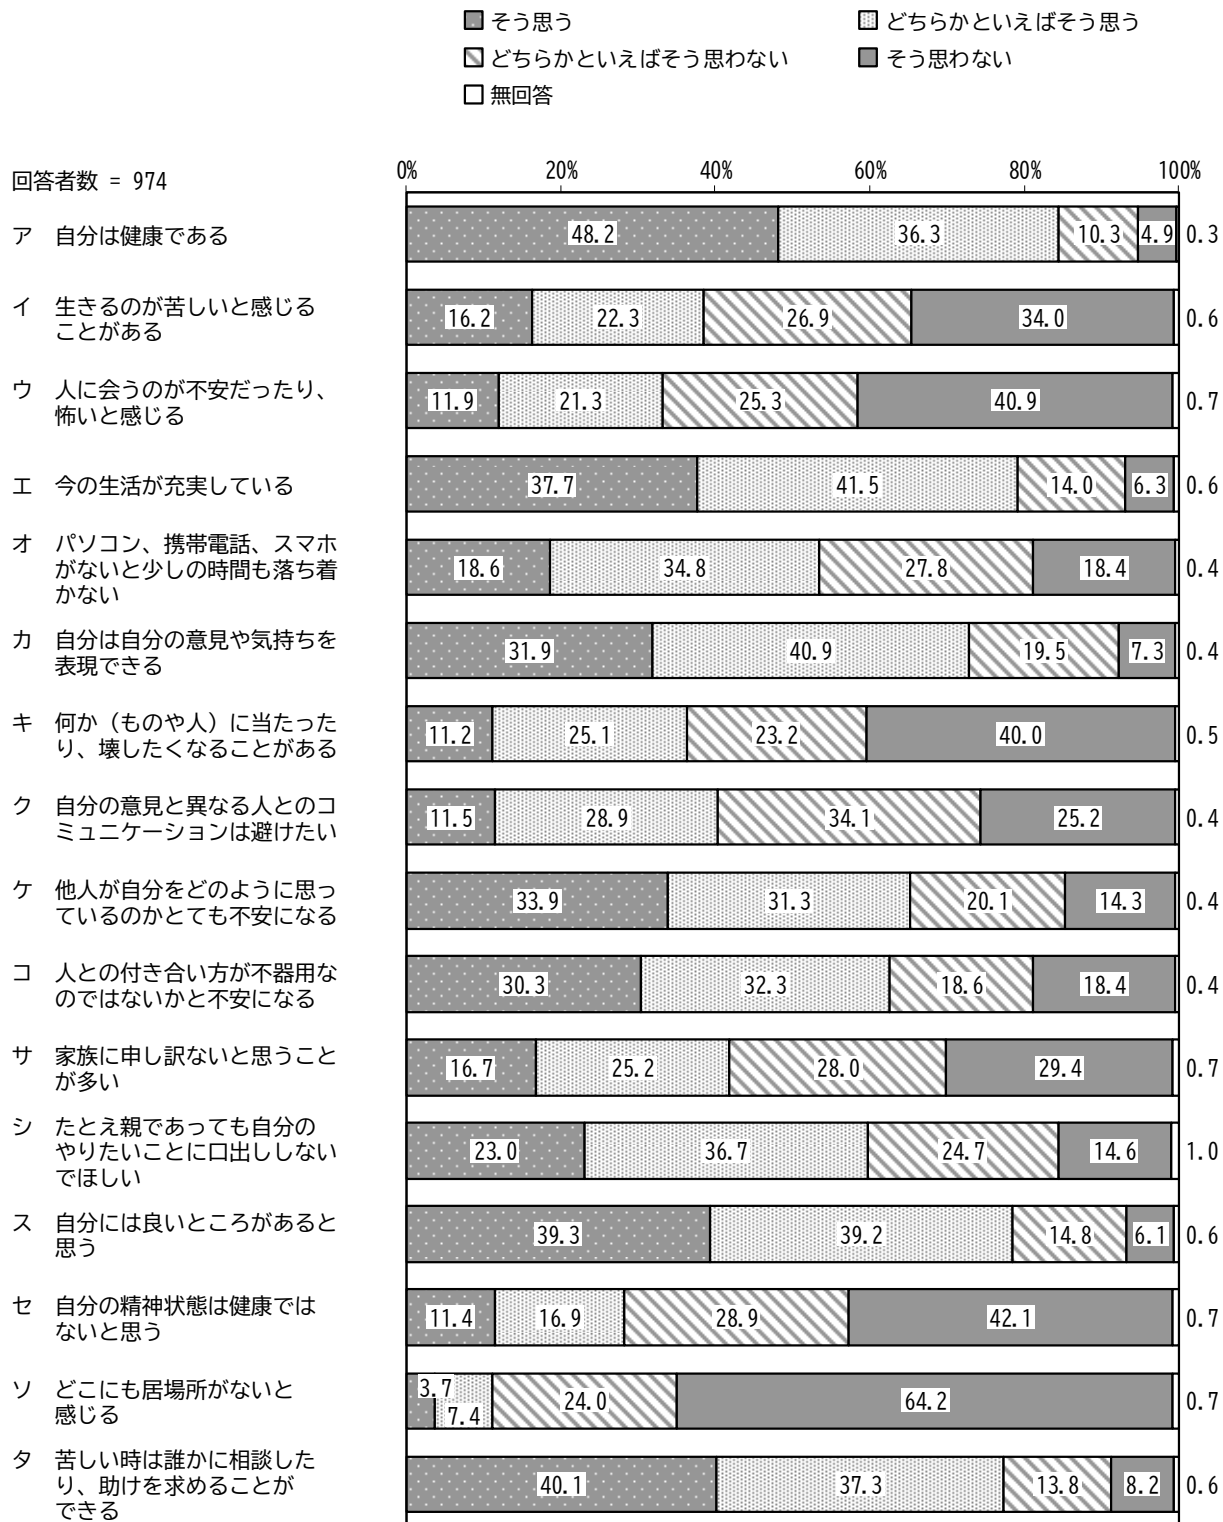 そう思う
どちらかといえばそう思う
どちらかといえばそう思わない
そう思わない
無回答
回答者数 = 974
0% 20% 40% 60% 80% 100%
ア 自分は健康である
48.2 36.3 10.3 4.9 0.3
イ 生きるのが苦しいと感じる
ことがある
16.2 22.3 26.9 34.0 0.6
ウ 人に会うのが不安だったり、
怖いと感じる
11.9 21.3 25.3 40.9 0.7
エ 今の生活が充実している
37.7 41.5 14.0 6.3 0.6
オ パソコン、携帯電話、スマホ
がないと少しの時間も落ち着
かない
18.6 34.8 27.8 18.4 0.4
カ 自分は自分の意見や気持ちを
表現できる
31.9 40.9 19.5 7.3 0.4
キ 何か（ものや人）に当たった
り、壊したくなることがある
11.2 25.1 23.2 40.0 0.5
ク 自分の意見と異なる人とのコ
ミュニケーションは避けたい
11.5 28.9 34.1 25.2 0.4
ケ 他人が自分をどのように思っ
ているのかとても不安になる
33.9 31.3 20.1 14.3 0.4
コ 人との付き合い方が不器用な
のではないかと不安になる
30.3 32.3 18.6 18.4 0.4
サ 家族に申し訳ないと思うこと
が多い
16.7 25.2 28.0 29.4 0.7
シ たとえ親であっても自分の
やりたいことに口出ししない
でほしい
23.0 36.7 24.7 14.6 1.0
ス 自分には良いところがあると
思う
39.3 39.2 14.8 6.1 0.6
セ 自分の精神状態は健康では
ないと思う
11.4 16.9 28.9 42.1 0.7
ソ どこにも居場所がないと
感じる
3.7 7.4 24.0 64.2 0.7
タ 苦しい時は誰かに相談した
り、助けを求めることが
できる
40.1 37.3 13.8 8.2 0.6